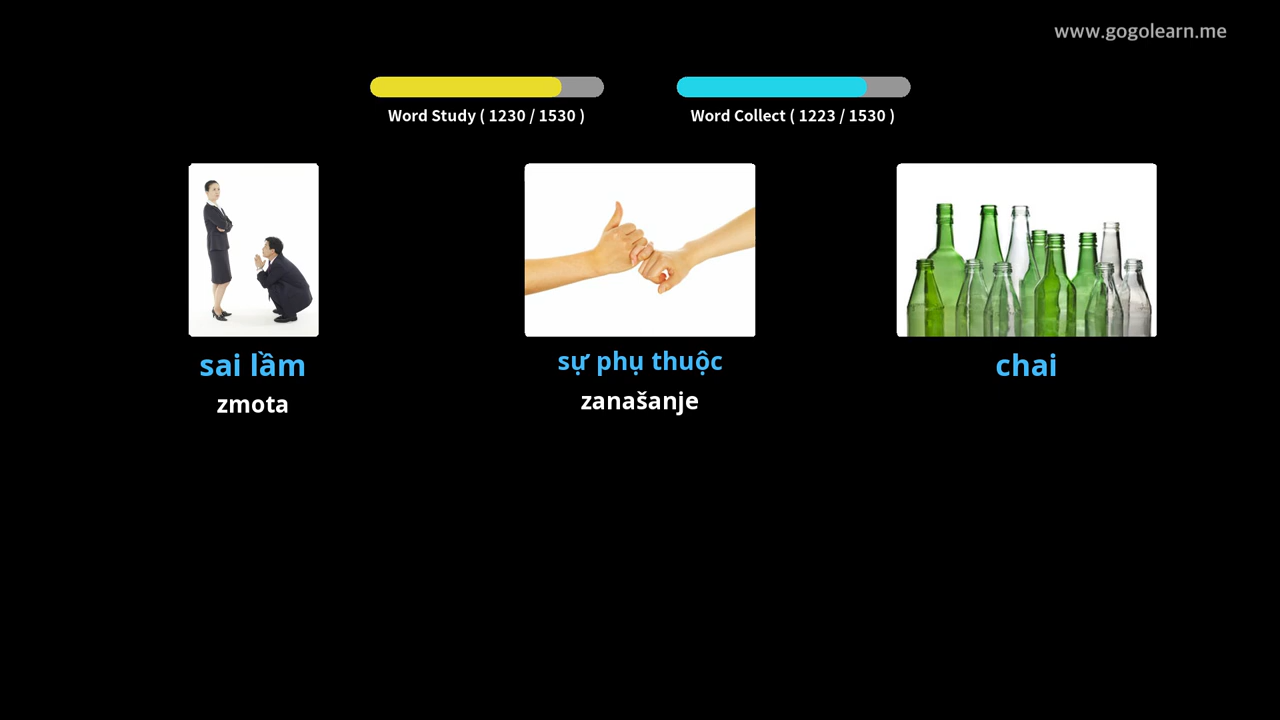 www.gogolearn.me
Word Study ( 1230 / 1530 )
Word Collect ( 1223 / 1530 )
sai lầm
sự phụ thuộc
chai
zmota
zanašanje